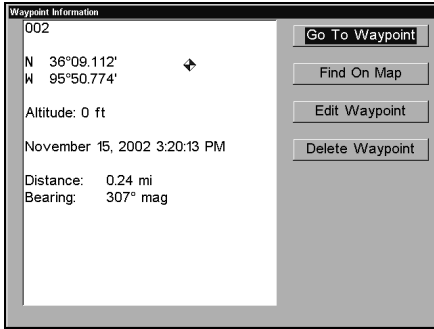 Waypoint Information
002
N 36°09.112'
W 95°50.774'
Altitude: 0 ft
November 15, 2002 3:20:13 PM
Distance: 0.24 mi
Bearing: 307° mag
Go To Waypoint
Find On Map
Edit Waypoint
Delete Waypoint